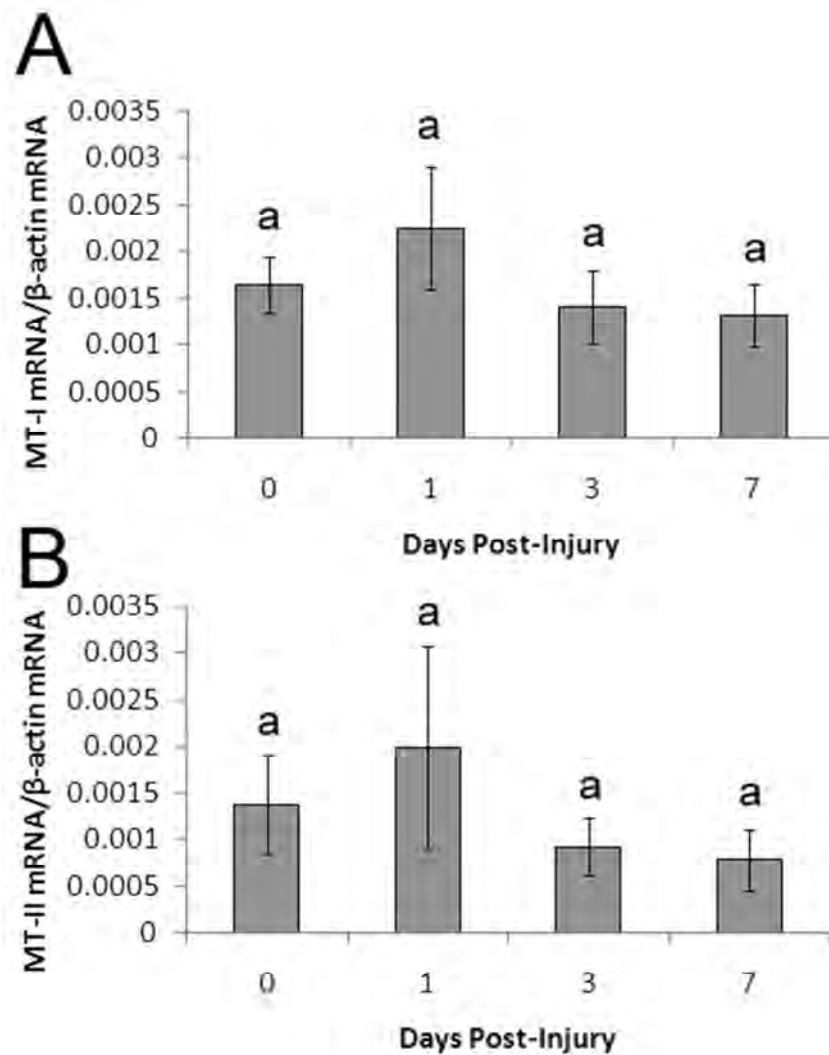 A
MT-I mRNA/β-actin mRNA
0.0035
0.003
0.0025
0.002
0.0015
0.001
0.0005
0
a
a
a
a
0
1
3
7
Days Post-Injury
B
MT-II mRNA/β-actin mRNA
0.0035
0.003
0.0025
0.002
0.0015
0.001
0.0005
0
a
a
a
a
0
1
3
7
Days Post-Injury